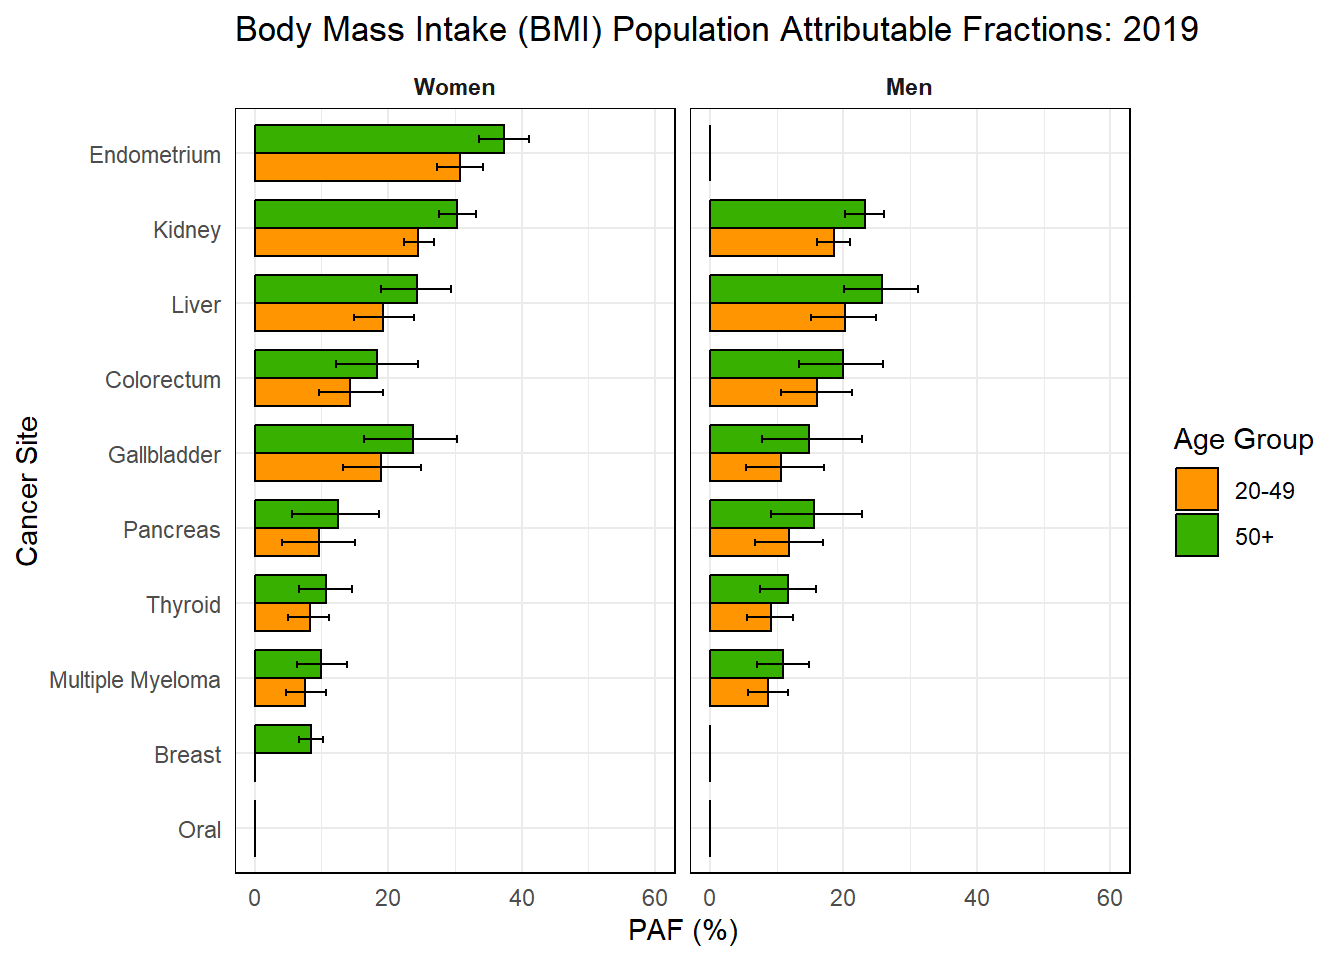 Body Mass Intake (BMI) Population Attributable Fractions: 2019
Women
Men
Cancer Site
Endometrium
Kidney
Liver
Colorectum
Gallbladder
Pancreas
Thyroid
Multiple Myeloma
Breast
Oral
0 20 40 60
0 20 40 60
PAF (%)
Age Group
20-49
50+